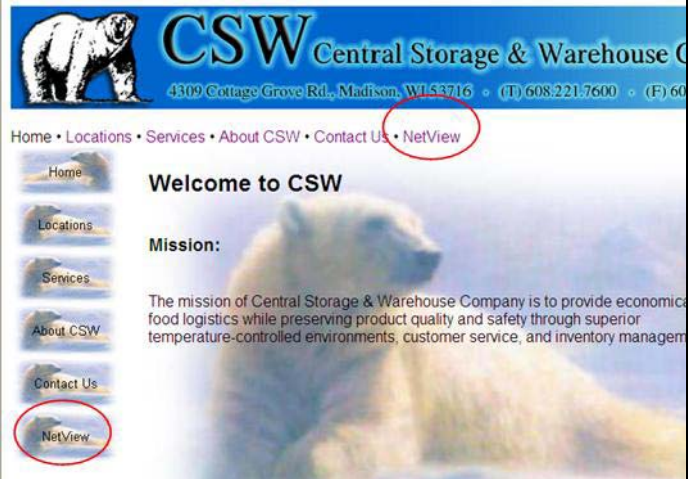 CSW Central Storage & Warehouse
4309 Cottage Grove Rd., Madison, WI 53716 • (T) 608.221.7600 • (F) 60
Home • Locations • Services • About CSW • Contact Us • NetView
Home
Locations
Services
About CSW
Contact Us
NetView
Welcome to CSW
Mission:
The mission of Central Storage & Warehouse Company is to provide economica
food logistics while preserving product quality and safety through superior
temperature-controlled environments, customer service, and inventory managem